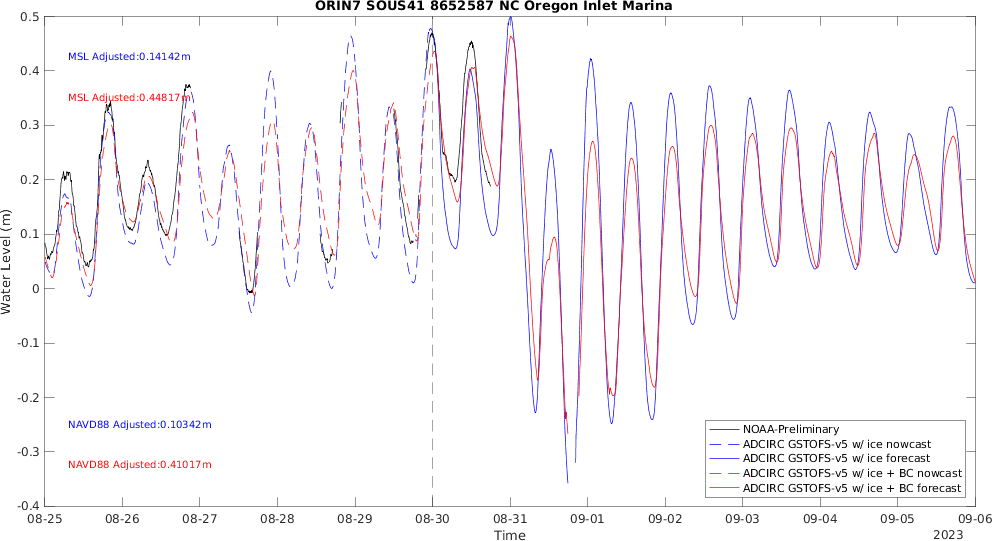 ORIN7 SOUS41 8652587 NC Oregon Inlet Marina
0.5
MSL Adjusted:0.14142m
0.4
MSL Adjusted:0.44817m
0.3
0.2
0.1
Water Level (m)
0
-0.1
-0.2
NAVD88 Adjusted:0.10342m
-0.3
NAVD88 Adjusted:0.41017m
-0.4
NOAA-Preliminary
ADCIRC GSTOFS-v5 w/ ice nowcast
ADCIRC GSTOFS-v5 w/ ice forecast
ADCIRC GSTOFS-v5 w/ ice + BC nowcast
ADCIRC GSTOFS-v5 w/ ice + BC forecast
08-25 08-26 08-27 08-28 08-29 08-30 08-31 09-01 09-02 09-03 09-04 09-05 09-06
Time
2023